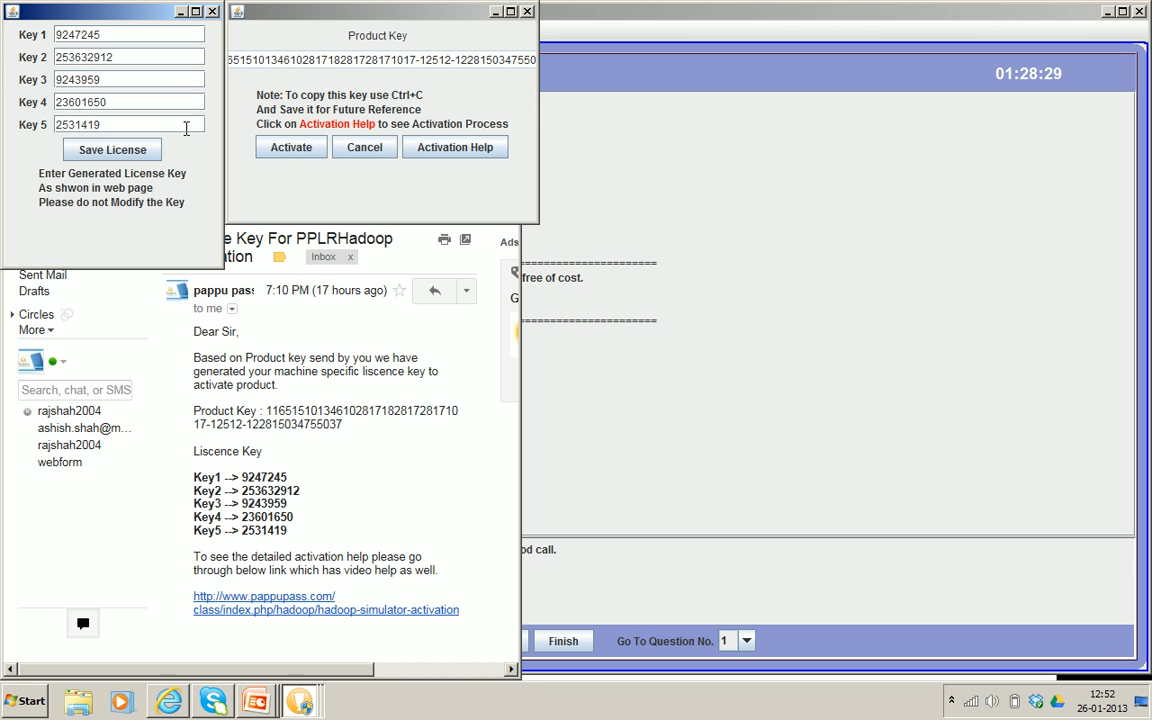 Key 1 9247245
Key 2 253632912
Key 3 9243959
Key 4 23601650
Key 5 2531419
Save License
Enter Generated License Key
As shwon in web page
Please do not Modify the Key
Product Key
6515151013461028171828172817 1017-12512-1228150347550
Note: To copy this key use Ctrl+C
And Save it for Future Reference
Click on Activation Help to see Activation Process
Activate Cancel Activation Help
01:28:29
free of cost.
od call.
Finish Go To Question No. 1
e Key For PPLRHadoop
ation Inbox x
Ads
G
Sent Mail
Drafts
Circles
More
Search, chat, or SMS
rajshah2004
ashish.shah@m...
rajshah2004
webform
pappu pas 7:10 PM (17 hours ago)
to me
Dear Sir,
Based on Product key send by you we have
generated your machine specific liscence key to
activate product.
Product Key : 116515101346102817182817281710
17-12512-122815034755037
Liscence Key
Key1 --> 9247245
Key2 --> 253632912
Key3 --> 9243959
Key4 --> 23601650
Key5 --> 2531419
To see the detailed activation help please go
through below link which has video help as well.
http://www.pappupass.com/
class/index.php/hadoop/hadoop-simulator-activation
Start
12:52
26-01-2013